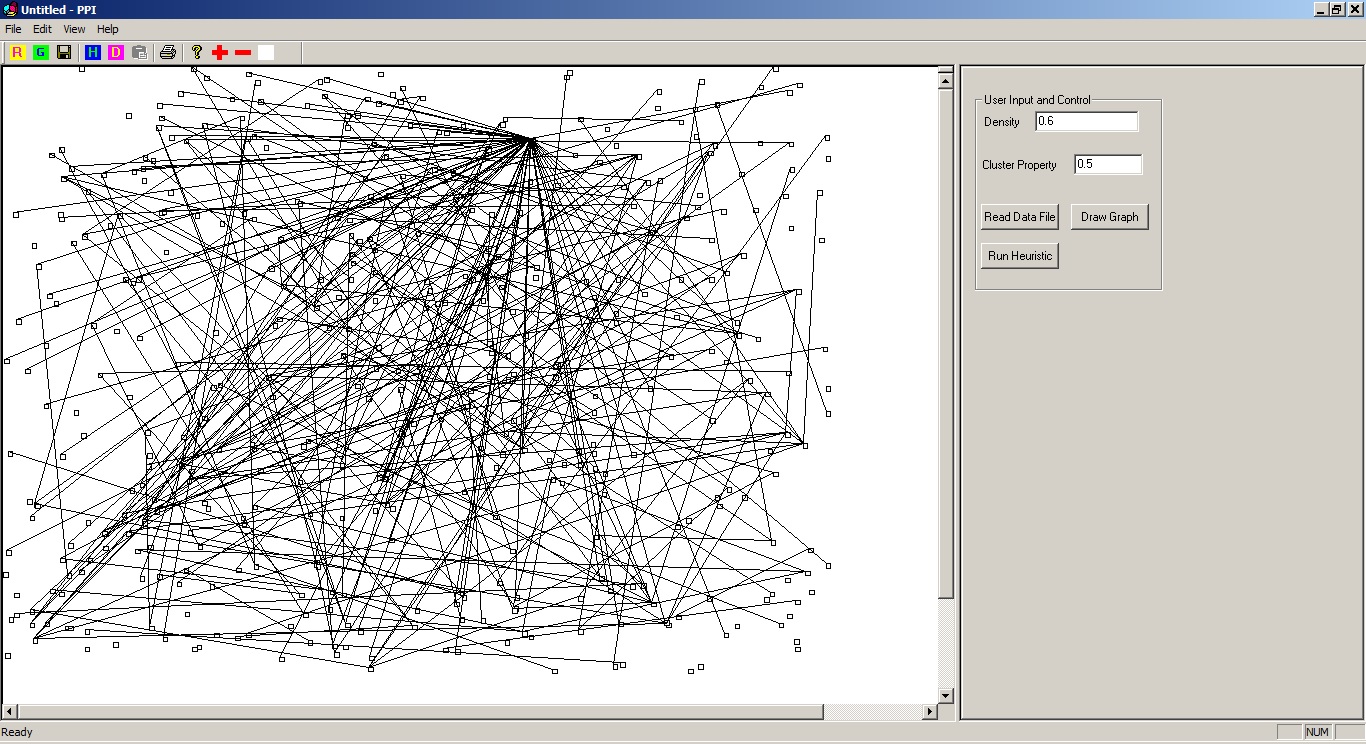 Untitled - PPI
File Edit View Help
R G H D ?
User Input and Control
Density 0.6
Cluster Property 0.5
Read Data File Draw Graph
Run Heuristic
Ready NUM